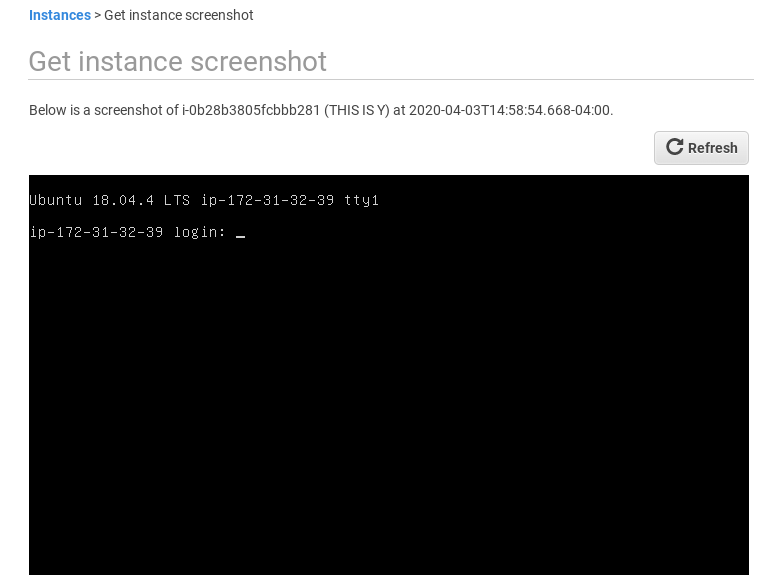 Instances > Get instance screenshot
Get instance screenshot
Below is a screenshot of i-0b28b3805fcbbb281 (THIS IS Y) at 2020-04-03T14:58:54.668-04:00.
Refresh
Ubuntu 18.04.4 LTS ip-172-31-32-39 tty1
ip-172-31-32-39 login: _